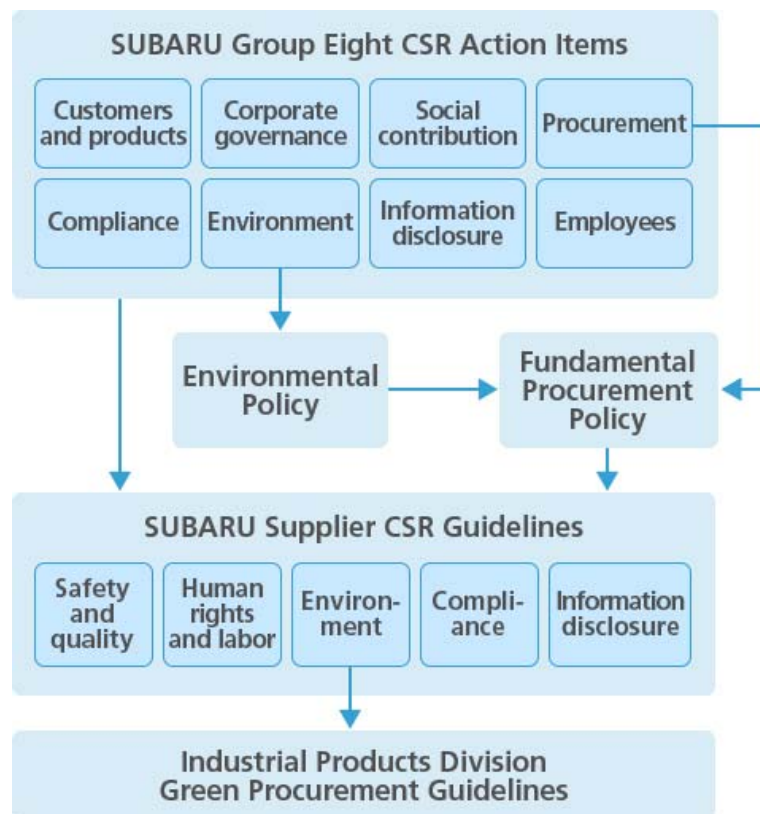 SUBARU Group Eight CSR Action Items
Customers
and products
Corporate
governance
Social
contribution
Procurement
Compliance
Environment
Information
disclosure
Employees
Environmental
Policy
Fundamental
Procurement
Policy
SUBARU Supplier CSR Guidelines
Safety
and
quality
Human
rights
and labor
Environ-
ment
Compli-
ance
Information
disclosure
Industrial Products Division
Green Procurement Guidelines